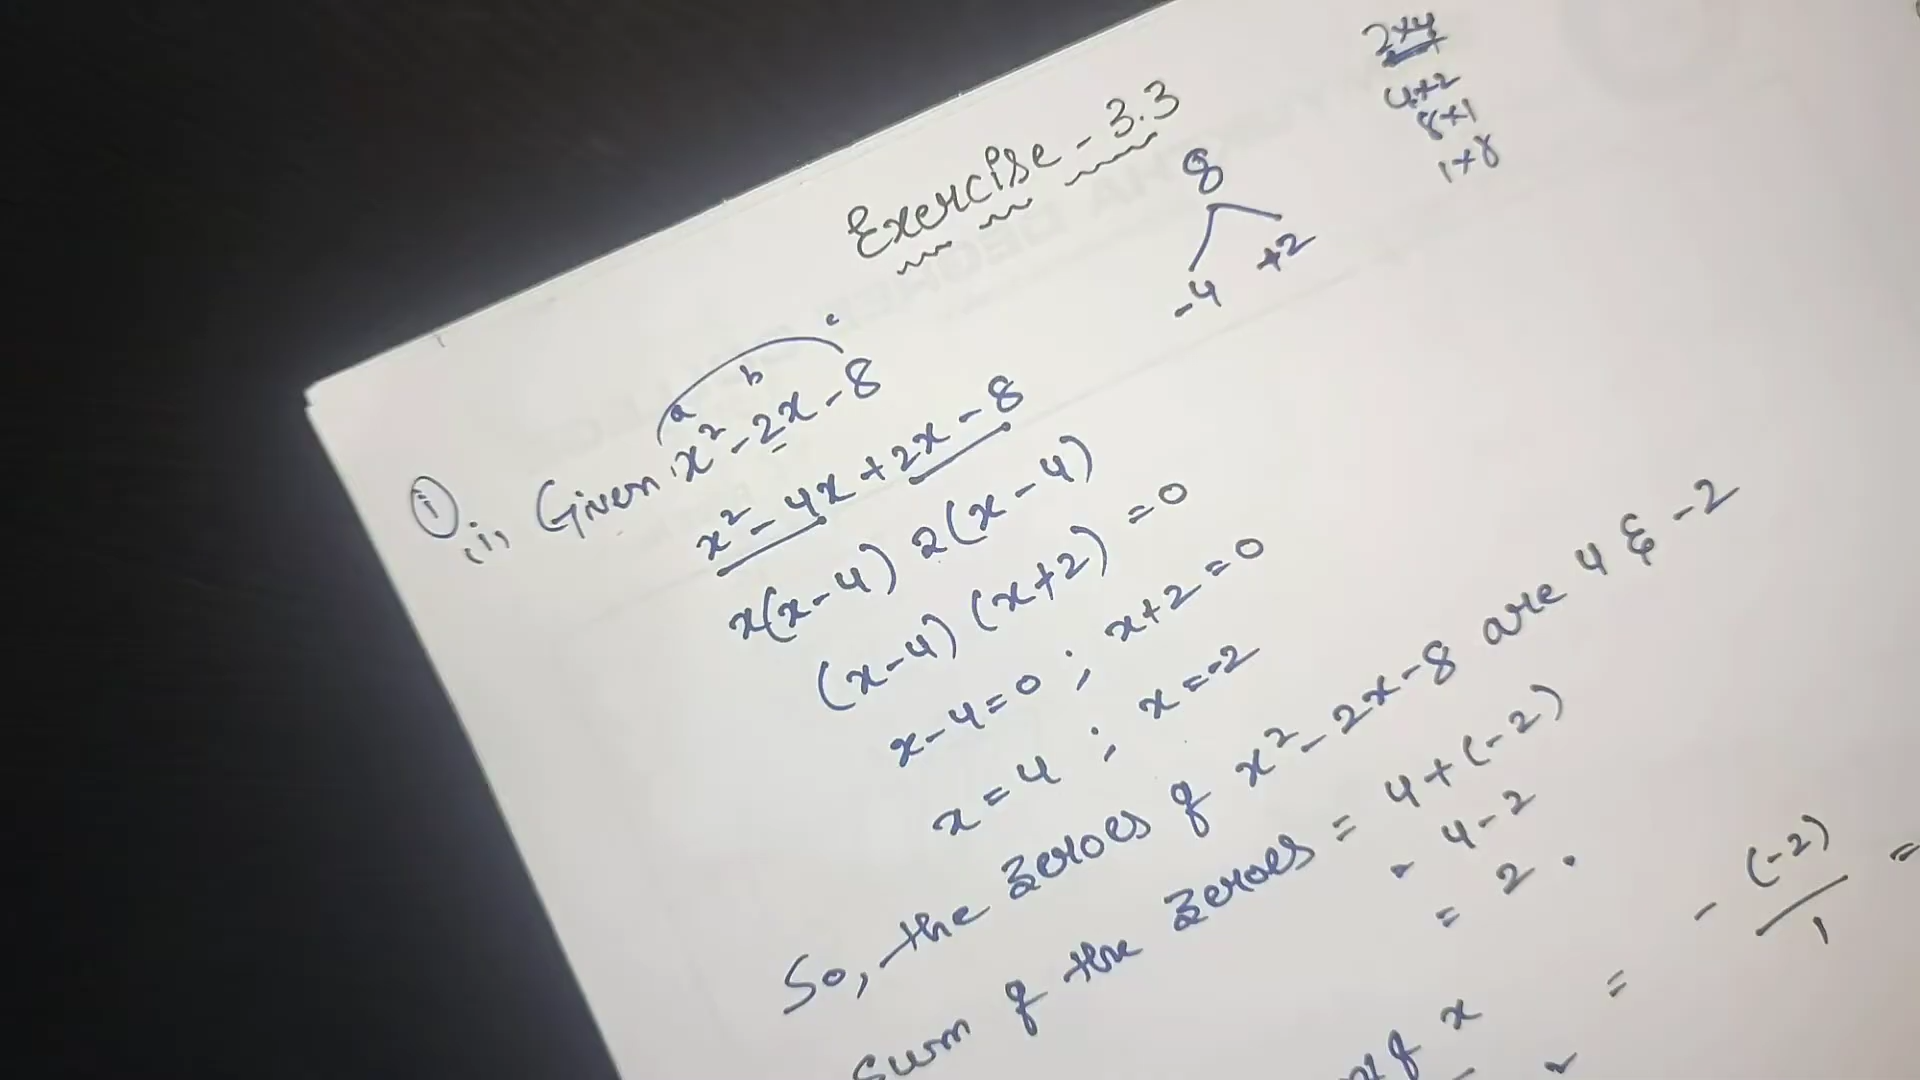 Exercise - 3.3
2×4
4×2
8×1
1×8
8
-4 +2
a b c
① (i) Given x² - 2x - 8
x² - 4x + 2x - 8
x(x-4) 2(x-4)
(x-4) (x+2) = 0
x-4=0 ; x+2=0
x=4 ; x=-2
So, the zeroes of x² - 2x - 8 are 4 & -2
Sum of the zeroes = 4+(-2)
= 4-2
= 2.
of x = -(-2)/1 =